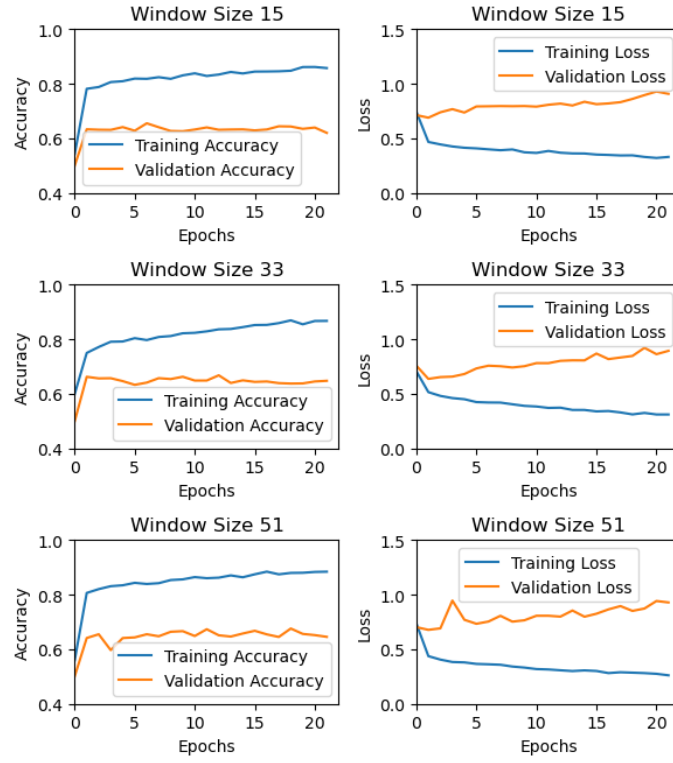 Window Size 15
1.0
0.8
0.6
0.4
Accuracy
Training Accuracy
Validation Accuracy
0
5
10
15
20
Epochs
Window Size 15
1.5
1.0
0.5
0.0
Loss
Training Loss
Validation Loss
0
5
10
15
20
Epochs
Window Size 33
1.0
0.8
0.6
0.4
Accuracy
Training Accuracy
Validation Accuracy
0
5
10
15
20
Epochs
Window Size 33
1.5
1.0
0.5
0.0
Loss
Training Loss
Validation Loss
0
5
10
15
20
Epochs
Window Size 51
1.0
0.8
0.6
0.4
Accuracy
Training Accuracy
Validation Accuracy
0
5
10
15
20
Epochs
Window Size 51
1.5
1.0
0.5
0.0
Loss
Training Loss
Validation Loss
0
5
10
15
20
Epochs